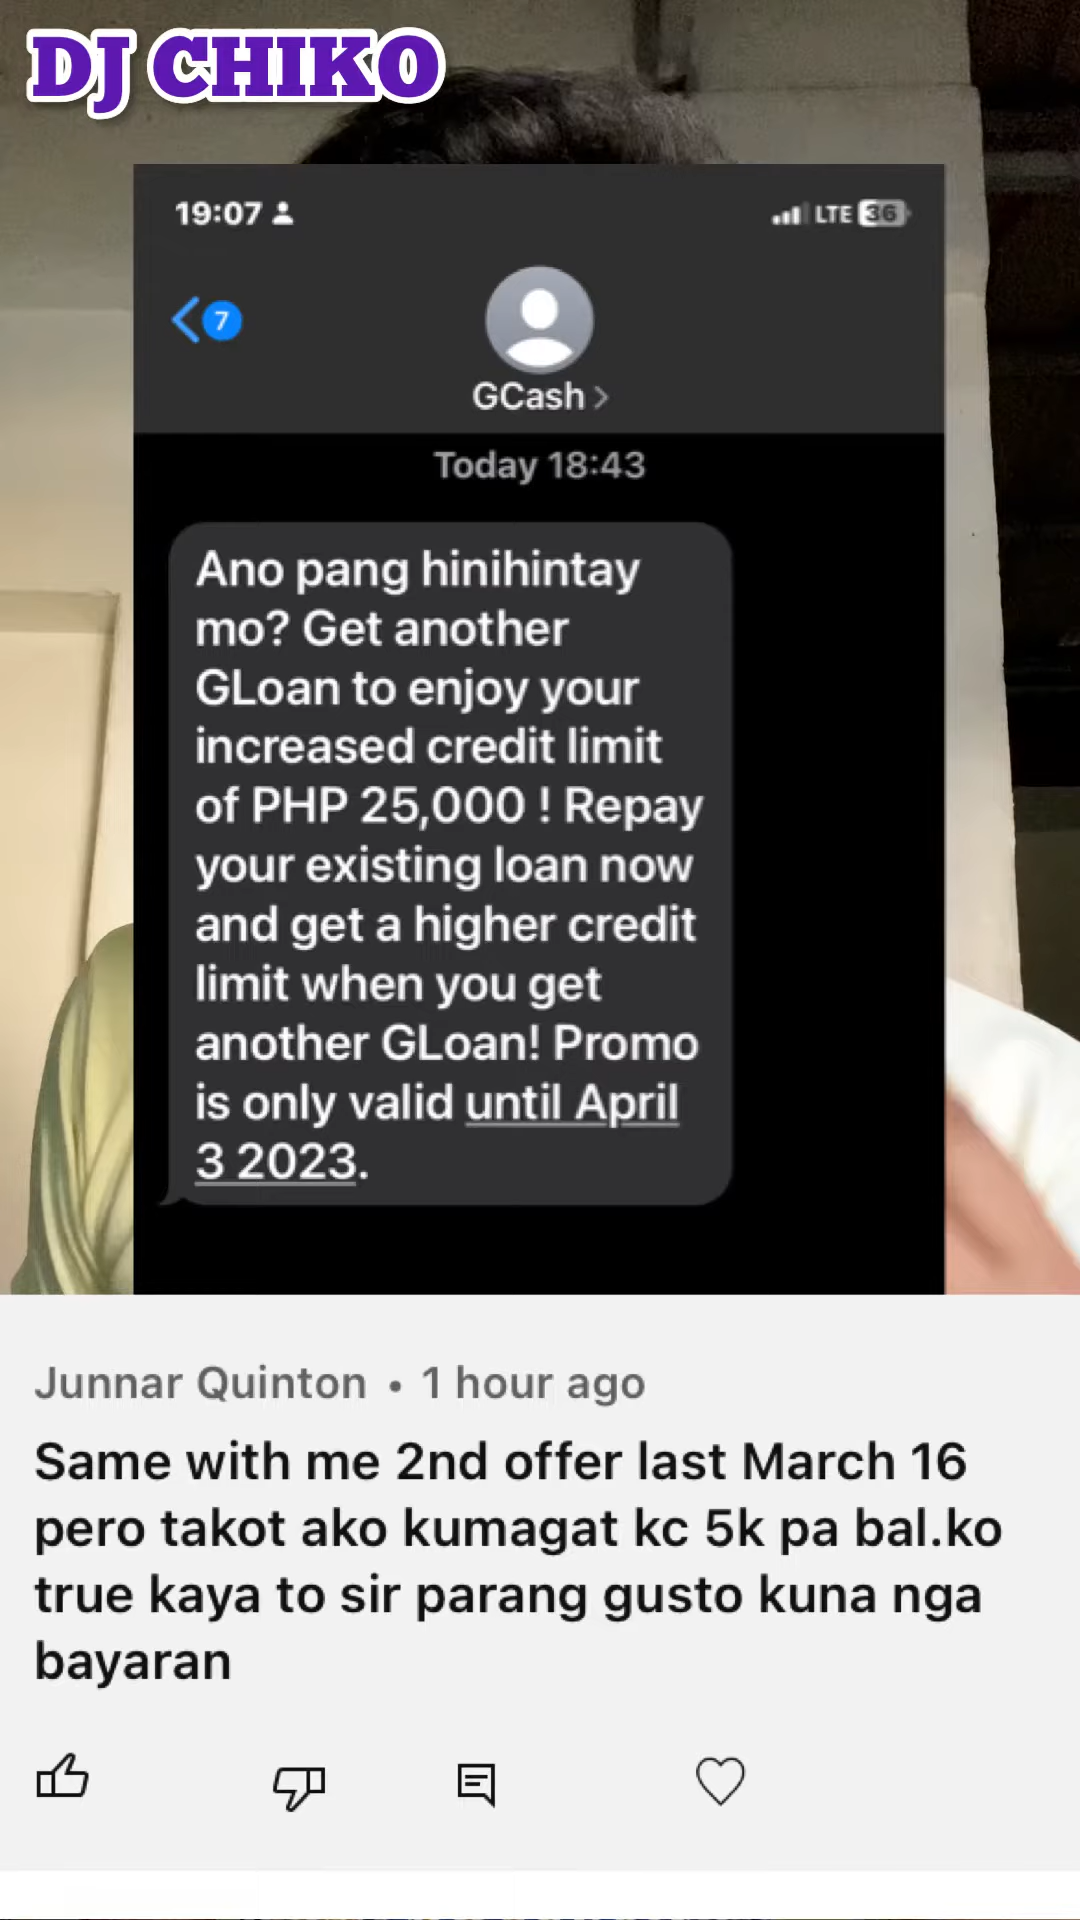 DJ CHIKO
19:07
LTE 36
7
GCash
Today 18:43
Ano pang hinihintay
mo? Get another
GLoan to enjoy your
increased credit limit
of PHP 25,000 ! Repay
your existing loan now
and get a higher credit
limit when you get
another GLoan! Promo
is only valid until April
3 2023.
Junnar Quinton • 1 hour ago
Same with me 2nd offer last March 16
pero takot ako kumagat kc 5k pa bal.ko
true kaya to sir parang gusto kuna nga
bayaran